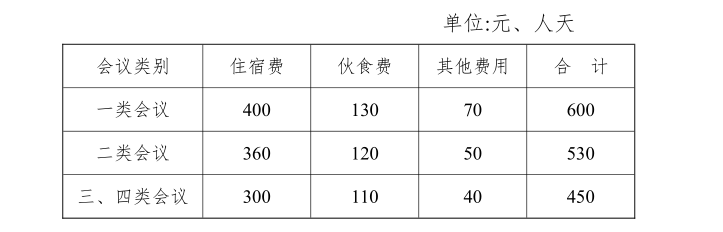 单位:元、人天
会议类别 住宿费 伙食费 其他费用 合 计
一类会议 400 130 70 600
二类会议 360 120 50 530
三、四类会议 300 110 40 450